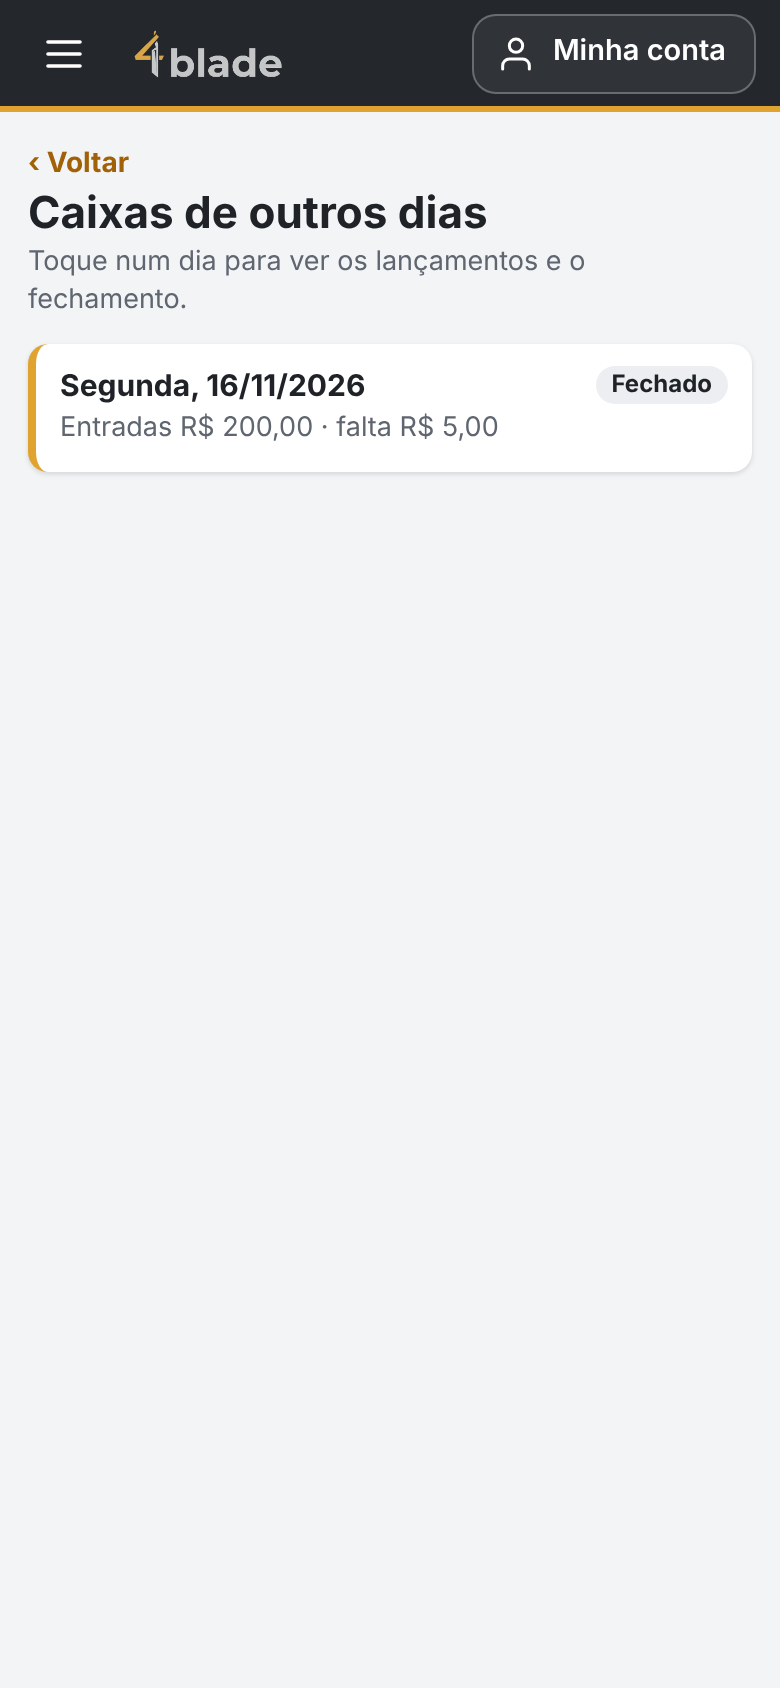 4blade
Minha conta
‹ Voltar
Caixas de outros dias
Toque num dia para ver os lançamentos e o
fechamento.
Segunda, 16/11/2026
Fechado
Entradas R$ 200,00 · falta R$ 5,00